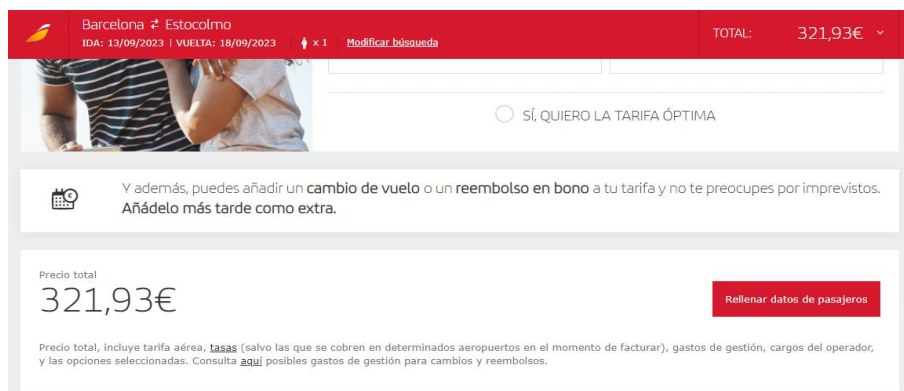 Barcelona ⇄ Estocolmo
IDA: 13/09/2023 | VUELTA: 18/09/2023 x 1 Modificar búsqueda
TOTAL: 321,93€
SÍ, QUIERO LA TARIFA ÓPTIMA
Y además, puedes añadir un cambio de vuelo o un reembolso en bono a tu tarifa y no te preocupes por imprevistos.
Añádelo más tarde como extra.
Precio total
321,93€
Rellenar datos de pasajeros
Precio total, incluye tarifa aérea, tasas (salvo las que se cobren en determinados aeropuertos en el momento de facturar), gastos de gestión, cargos del operador,
y las opciones seleccionadas. Consulta aquí posibles gastos de gestión para cambios y reembolsos.